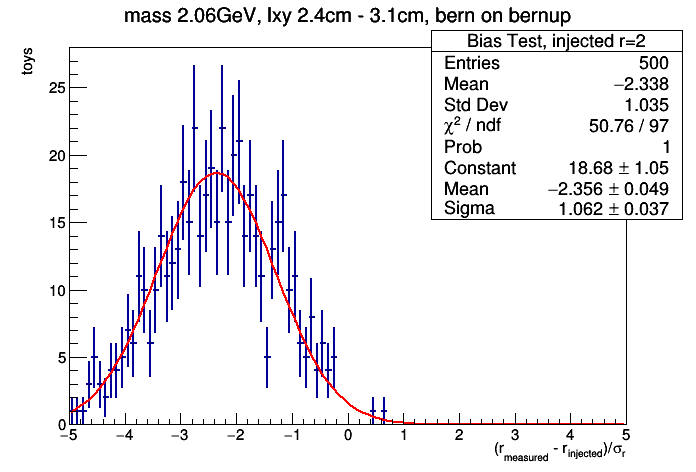 mass 2.06GeV, lxy 2.4cm - 3.1cm, bern on bernup
toys
Bias Test, injected r=2
Entries 500
Mean −2.338
Std Dev 1.035
χ² / ndf 50.76 / 97
Prob 1
Constant 18.68 ± 1.05
Mean −2.356 ± 0.049
Sigma 1.062 ± 0.037
25
20
15
10
5
0
−5 −4 −3 −2 −1 0 1 2 3 4 5
(r_measured - r_injected)/σ_r